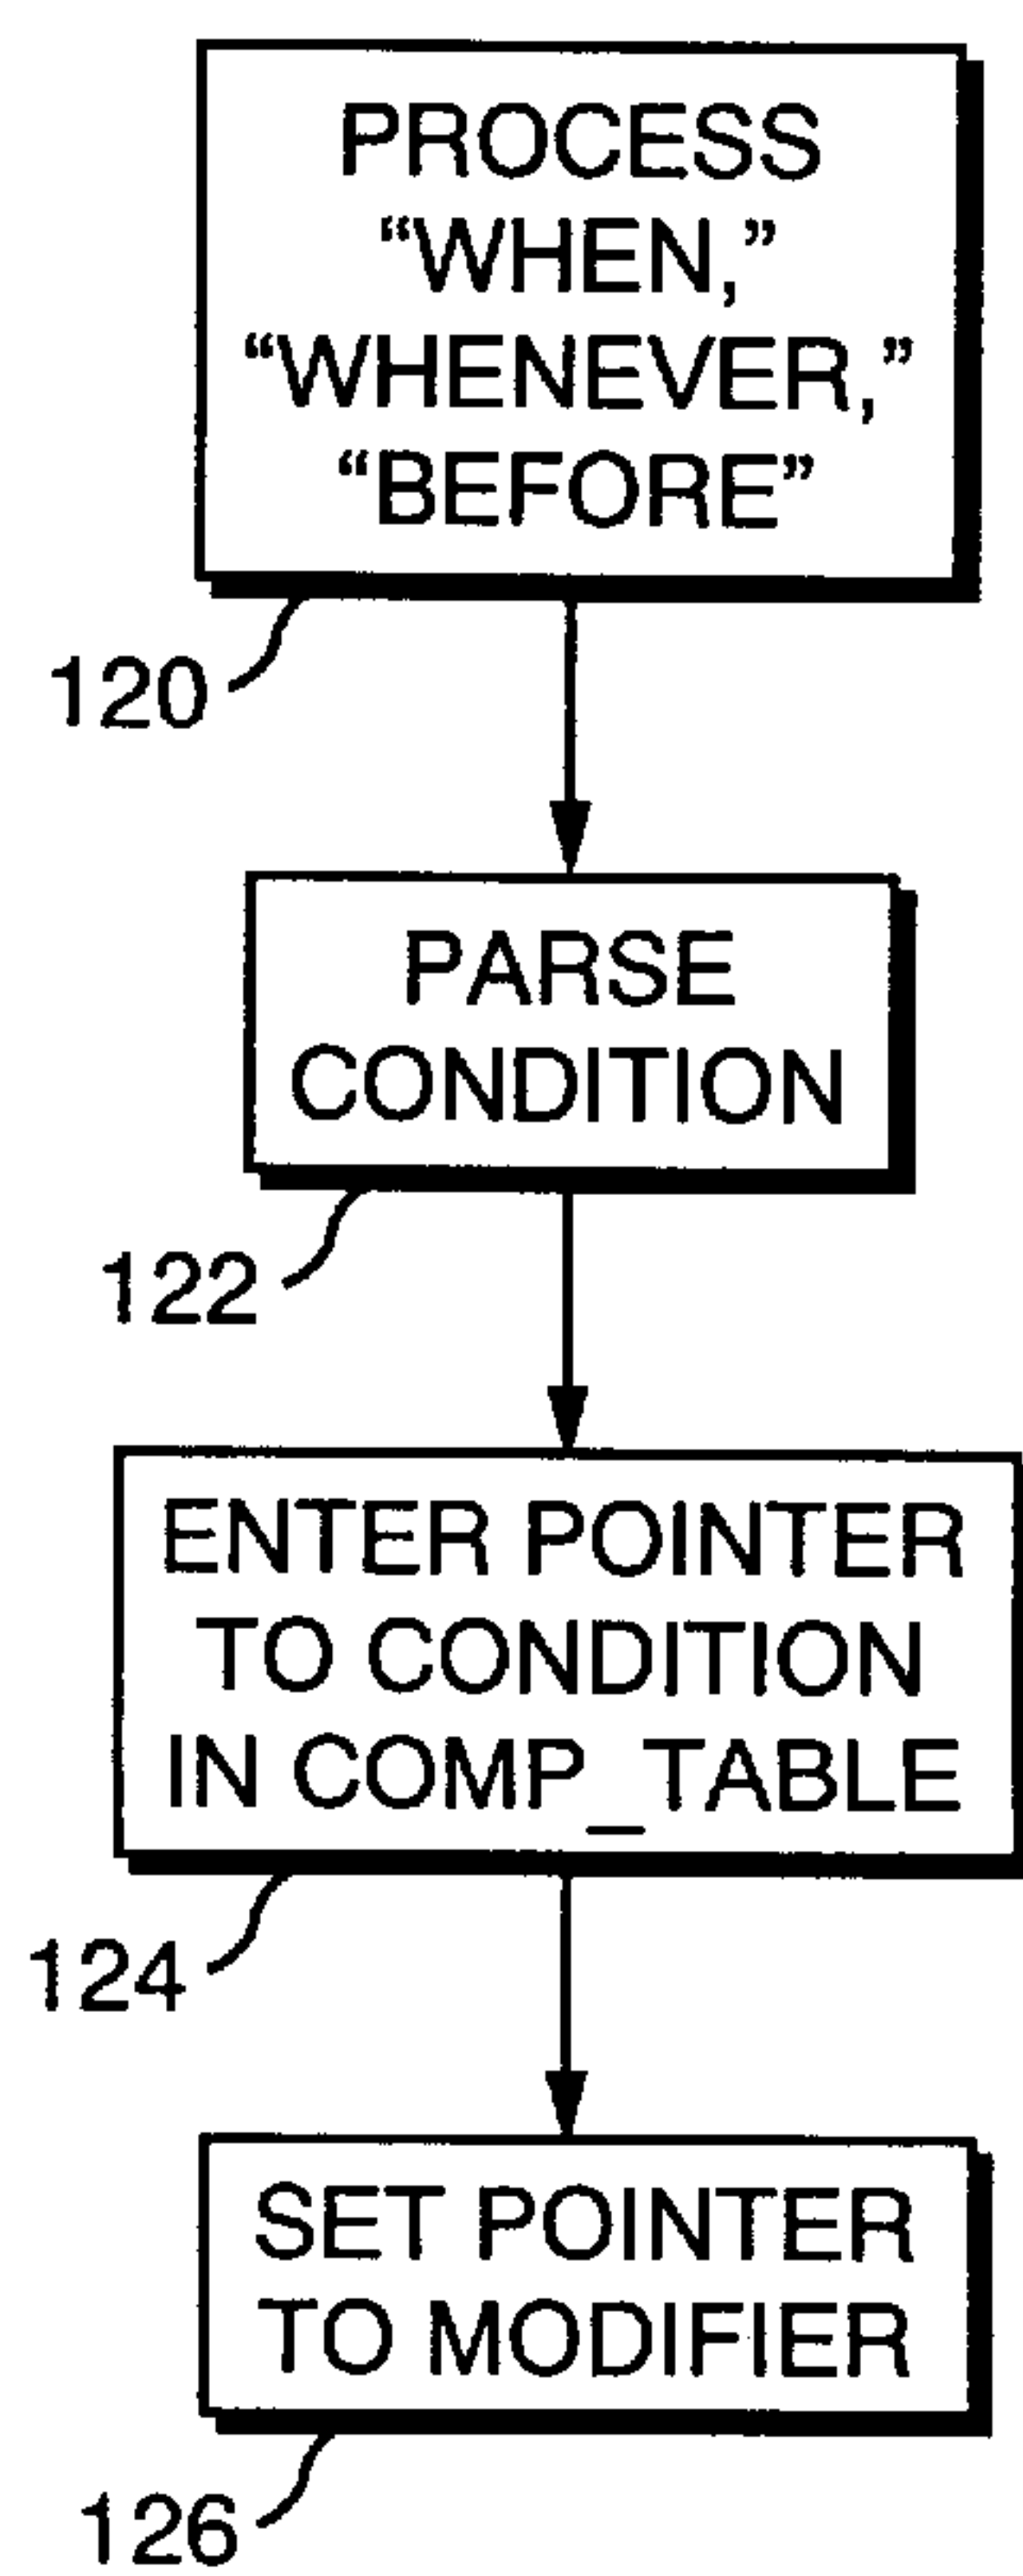 PROCESS
“WHEN,”
“WHENEVER,”
“BEFORE”
120
PARSE
CONDITION
122
ENTER POINTER
TO CONDITION
IN COMP_TABLE
124
SET POINTER
TO MODIFIER
126